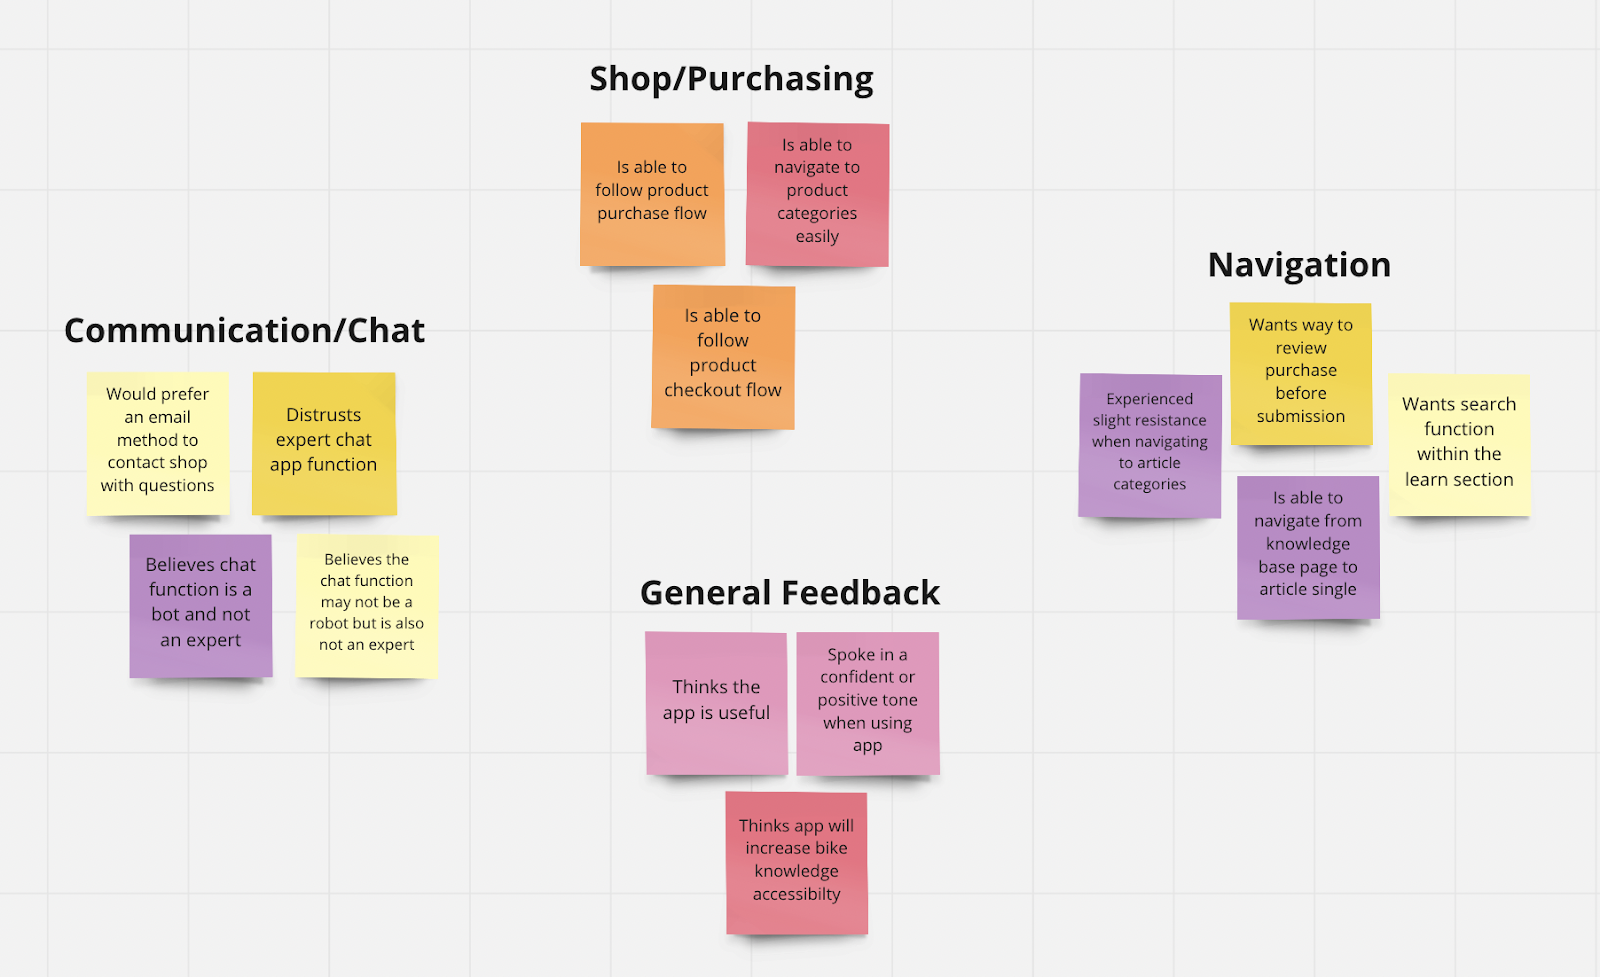 Shop/Purchasing
Is able to
follow product
purchase flow
Is able to
navigate to
product
categories
easily
Is able to
follow
product
checkout flow
Communication/Chat
Would prefer
an email
method to
contact shop
with questions
Distrusts
expert chat
app function
Believes chat
function is a
bot and not
an expert
Believes the
chat function
may not be a
robot but is also
not an expert
Navigation
Experienced
slight resistance
when navigating
to article
categories
Wants way to
review
purchase
before
submission
Wants search
function
within the
learn section
Is able to
navigate from
knowledge
base page to
article single
General Feedback
Thinks the
app is useful
Spoke in a
confident or
positive tone
when using
app
Thinks app will
increase bike
knowledge
accessibilty